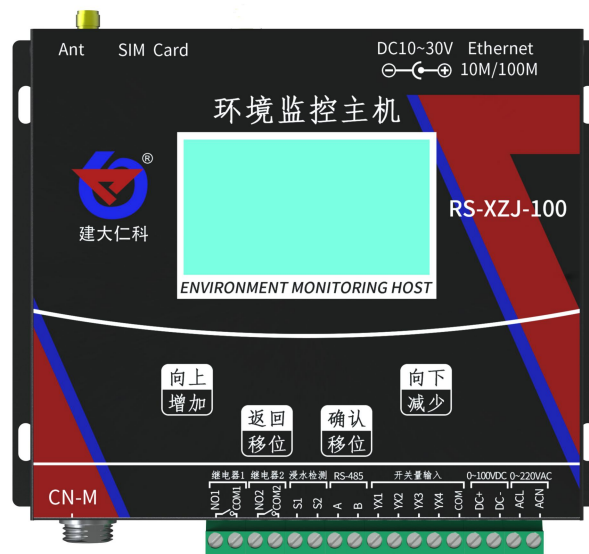 Ant
SIM Card
DC10~30V
Ethernet
10M/100M
环境监控主机
®
建大仁科
RS-XZJ-100
ENVIRONMENT MONITORING HOST
向上
增加
向下
减少
返回
移位
确认
移位
继电器1 继电器2 浸水检测 RS-485 开关量输入 0~100VDC 0~220VAC
CN-M
NO1 COM1 NO2 COM2 S1 S2 A B YX1 YX2 YX3 YX4 COM DC+ DC- ACL ACN